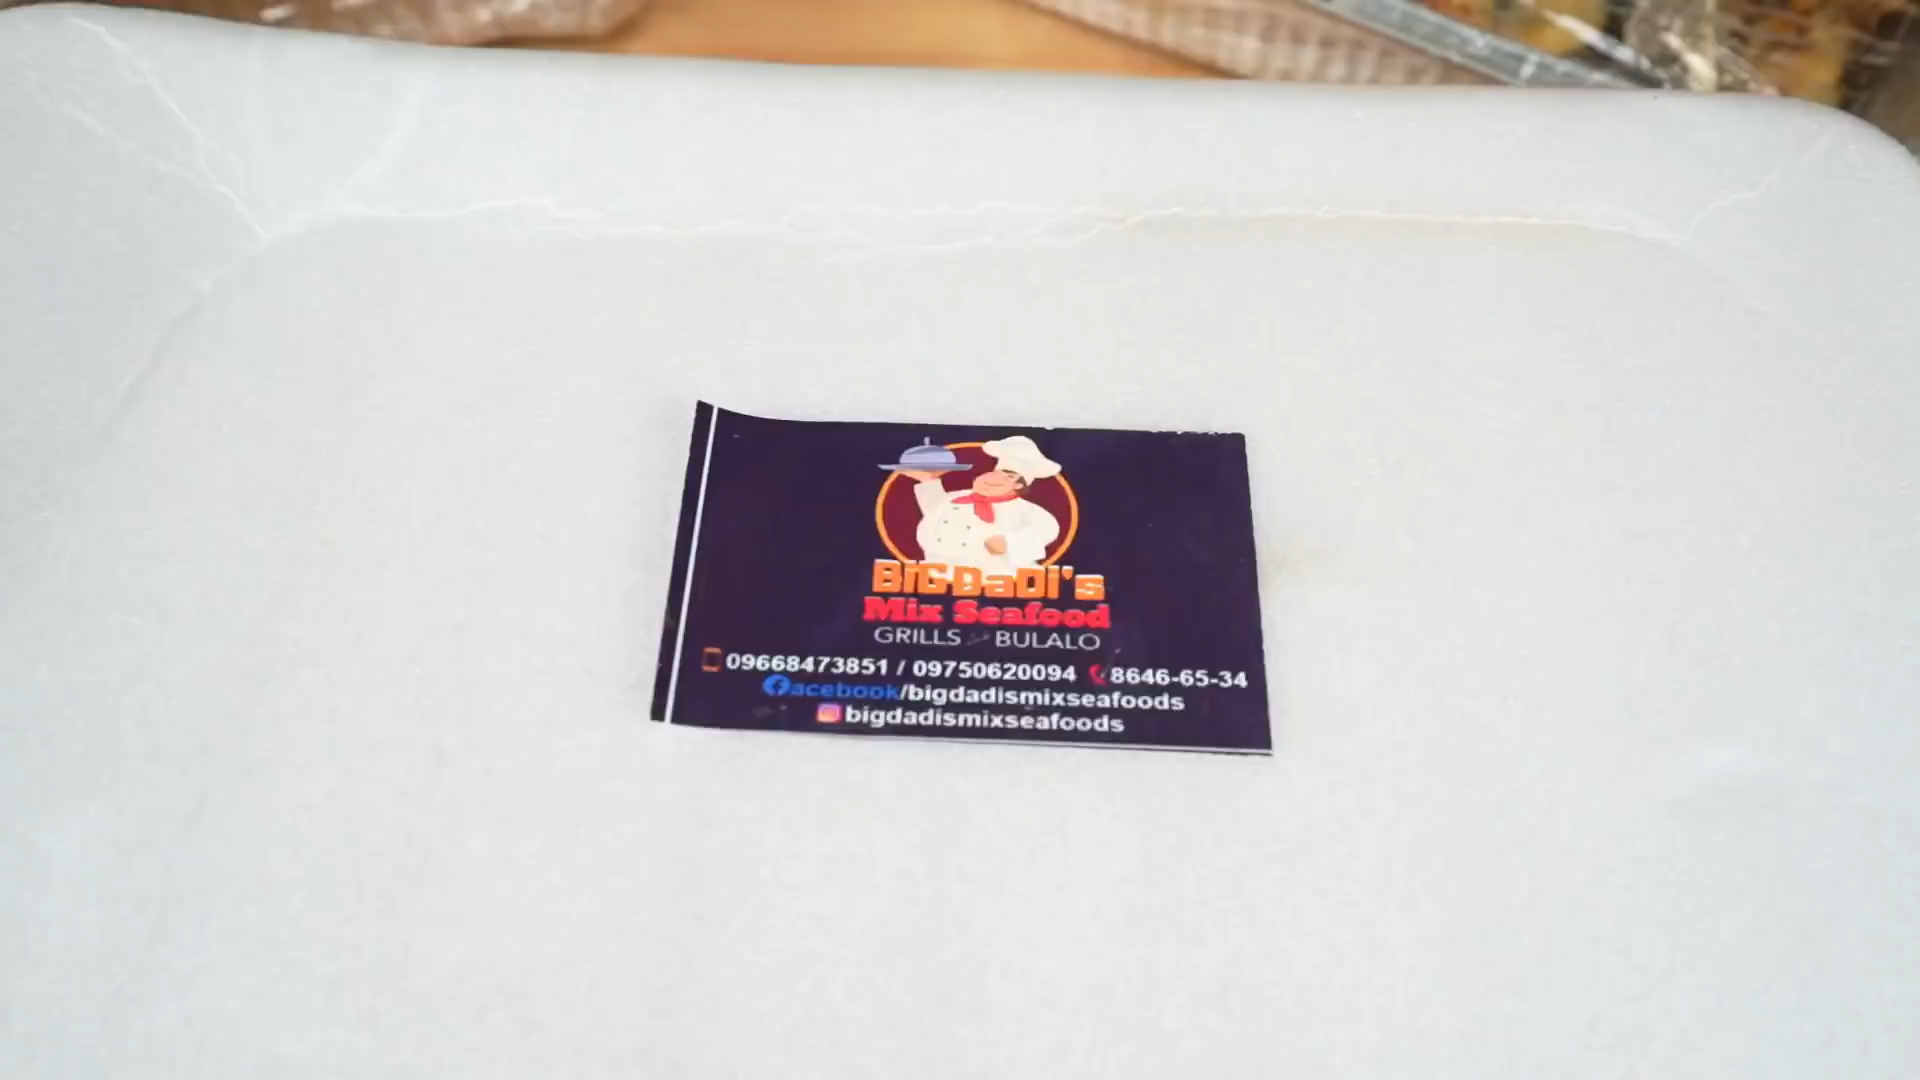 BiGDaDi's
Mix Seafood
GRILLS BULALO
09668473851 / 09750620094 8646-65-34
facebook/bigdadismixseafoods
bigdadismixseafoods